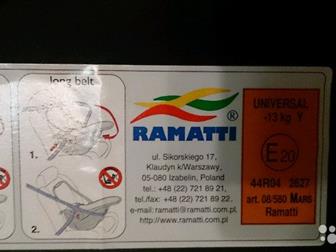 long belt
1.
2.
RAMATTI®
ul. Sikorskiego 17,
Klaudyn k/Warszawy,
05-080 Izabelin, Poland
tel.: +48 (22) 721 89 21,
tel./fax: +48 (22) 721 89 22,
e-mail: ramatti@ramatti.com.pl,
http://ramatti.com.pl
UNIVERSAL
-13 kg Y
E20
44R04 2627
art. 08/580 MARS
Ramatti